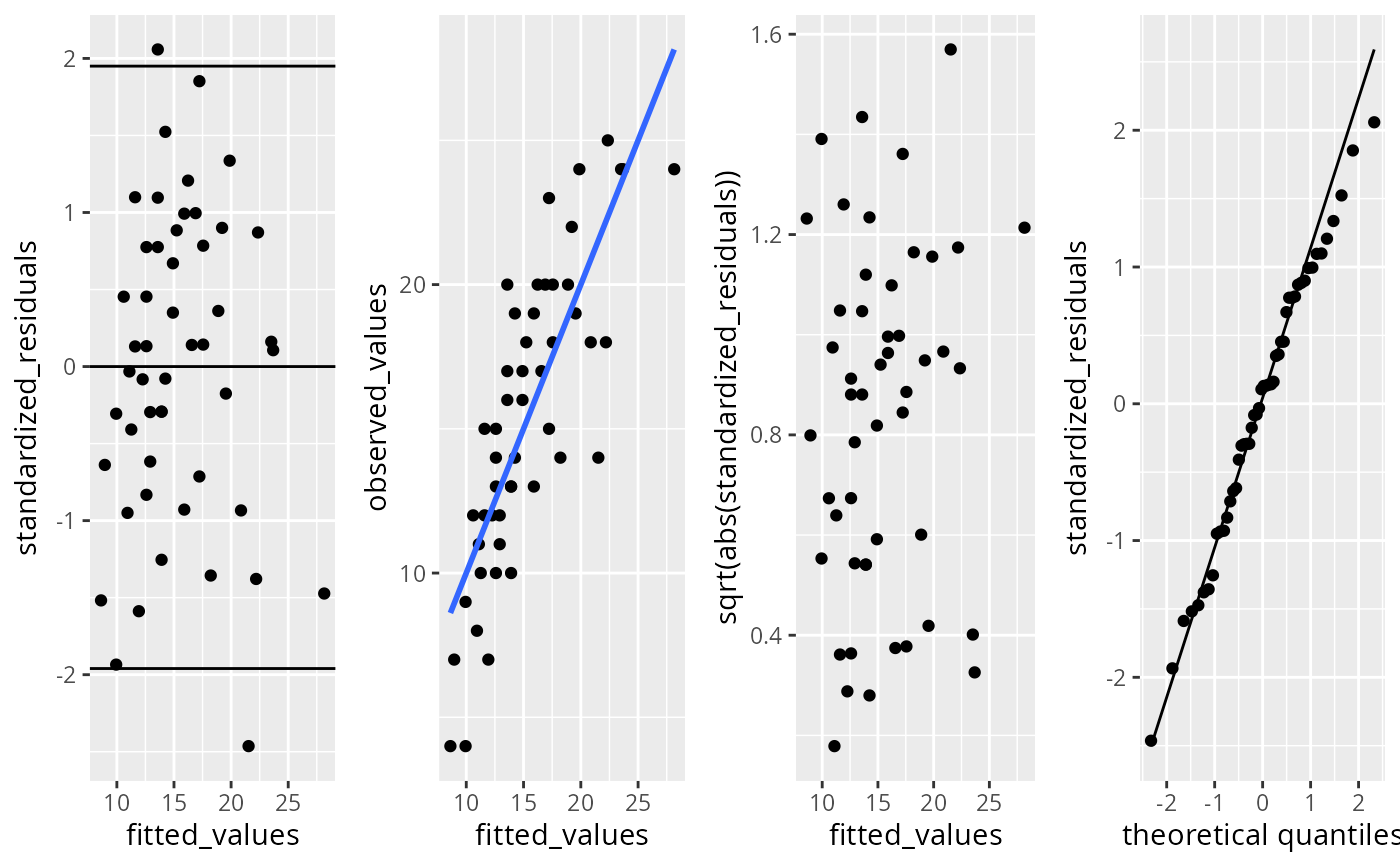 standardized_residuals
2
1
0
-1
-2
10 15 20 25
fitted_values
observed_values
20
10
10 15 20 25
fitted_values
sqrt(abs(standardized_residuals))
1.6
1.2
0.8
0.4
10 15 20 25
fitted_values
standardized_residuals
2
1
0
-1
-2
-2 -1 0 1 2
theoretical quantiles